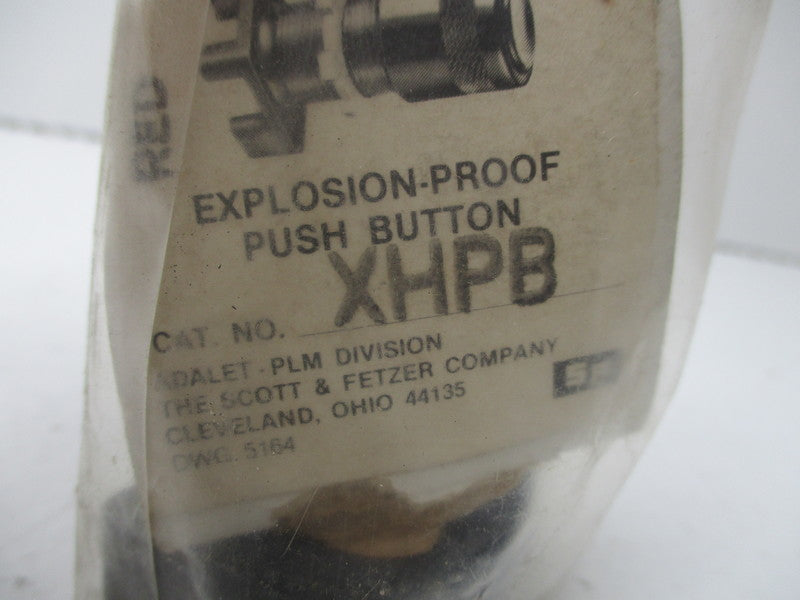 RED
EXPLOSION-PROOF
PUSH BUTTON
CAT. NO. XHPB
ADALET - PLM DIVISION
THE SCOTT & FETZER COMPANY
CLEVELAND, OHIO 44135
DWG. 5164